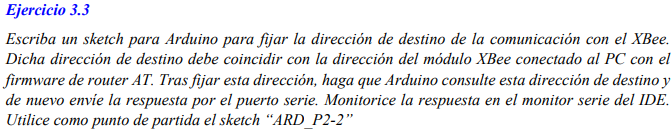 Ejercicio 3.3
Escriba un sketch para Arduino para fijar la dirección de destino de la comunicación con el XBee.
Dicha dirección de destino debe coincidir con la dirección del módulo XBee conectado al PC con el
firmware de router AT. Tras fijar esta dirección, haga que Arduino consulte esta dirección de destino y
de nuevo envíe la respuesta por el puerto serie. Monitorice la respuesta en el monitor serie del IDE.
Utilice como punto de partida el sketch “ARD_P2-2”